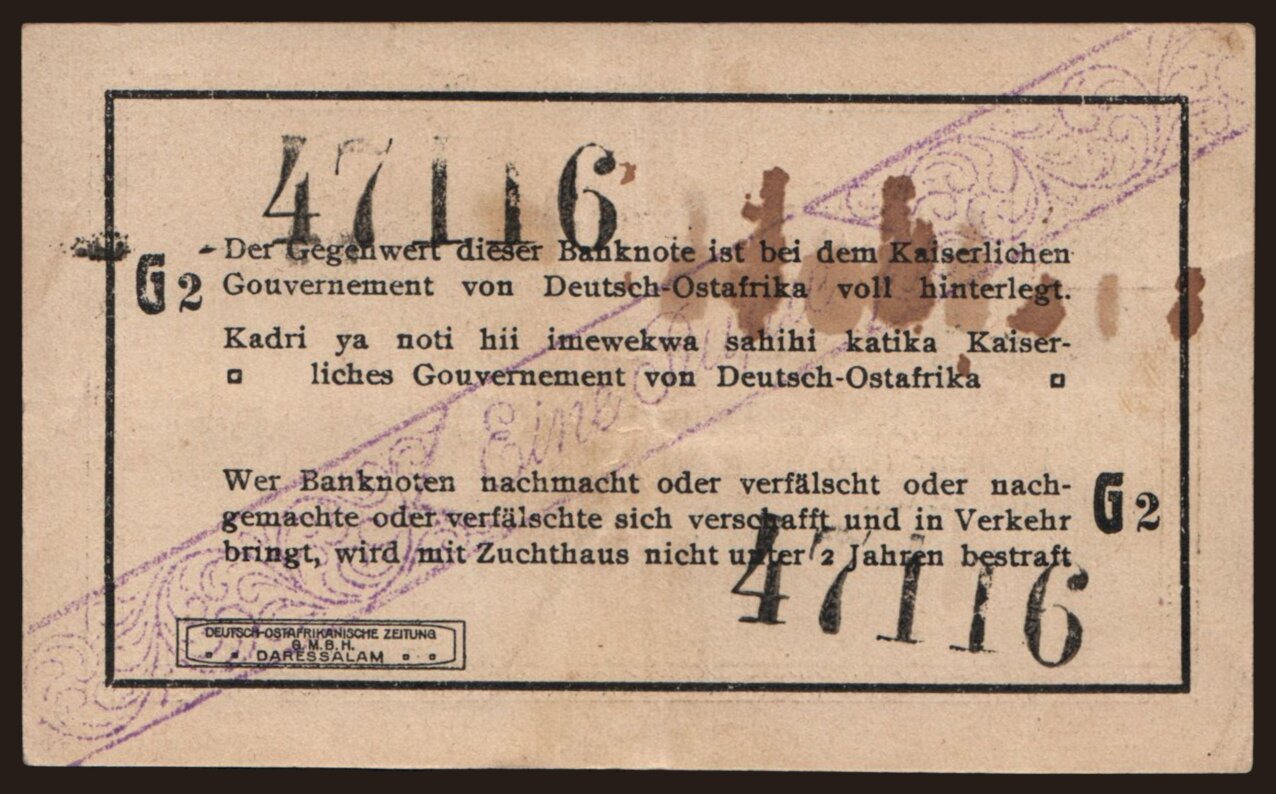 47116
Der Gegenwert dieser Banknote ist bei dem Kaiserlichen
G2
Gouvernement von Deutsch-Ostafrika voll hinterlegt.
Kadri ya noti hii imewekwa sahihi katika Kaiser-
liches Gouvernement von Deutsch-Ostafrika
Eine
Wer Banknoten nachmacht oder verfälscht oder nach-
G2
gemachte oder verfälschte sich verschafft und in Verkehr
bringt, wird mit Zuchthaus nicht unter 2 Jahren bestraft
47116
DEUTSCH-OSTAFRIKANISCHE ZEITUNG
G.M.B.H.
DARESSALAM